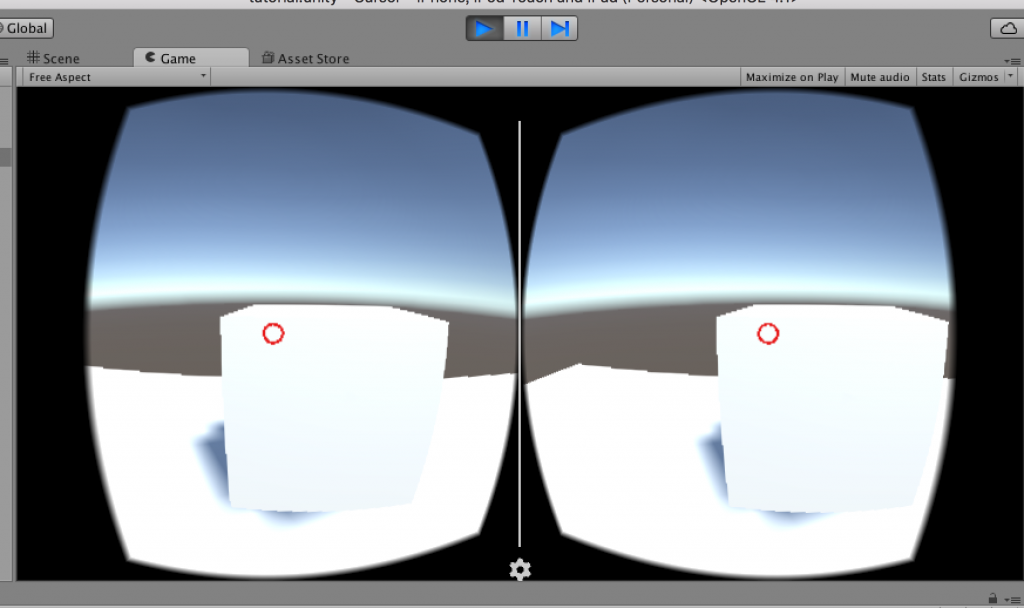 Global
Scene
Game
Asset Store
Free Aspect
Maximize on Play
Mute audio
Stats
Gizmos